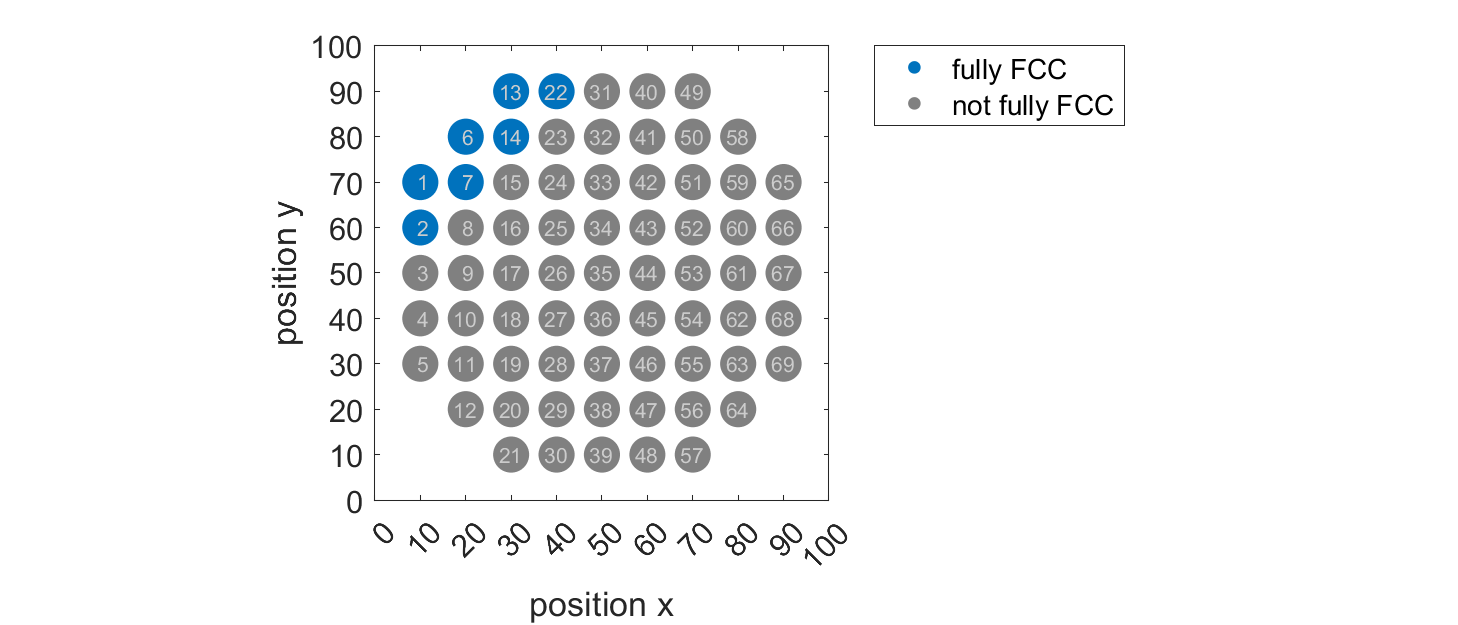 100
90
80
70
60
50
40
30
20
10
0
position y
13 22 31 40 49
6 14 23 32 41 50 58
1 7 15 24 33 42 51 59 65
2 8 16 25 34 43 52 60 66
3 9 17 26 35 44 53 61 67
4 10 18 27 36 45 54 62 68
5 11 19 28 37 46 55 63 69
12 20 29 38 47 56 64
21 30 39 48 57
0 10 20 30 40 50 60 70 80 90 100
position x
fully FCC
not fully FCC